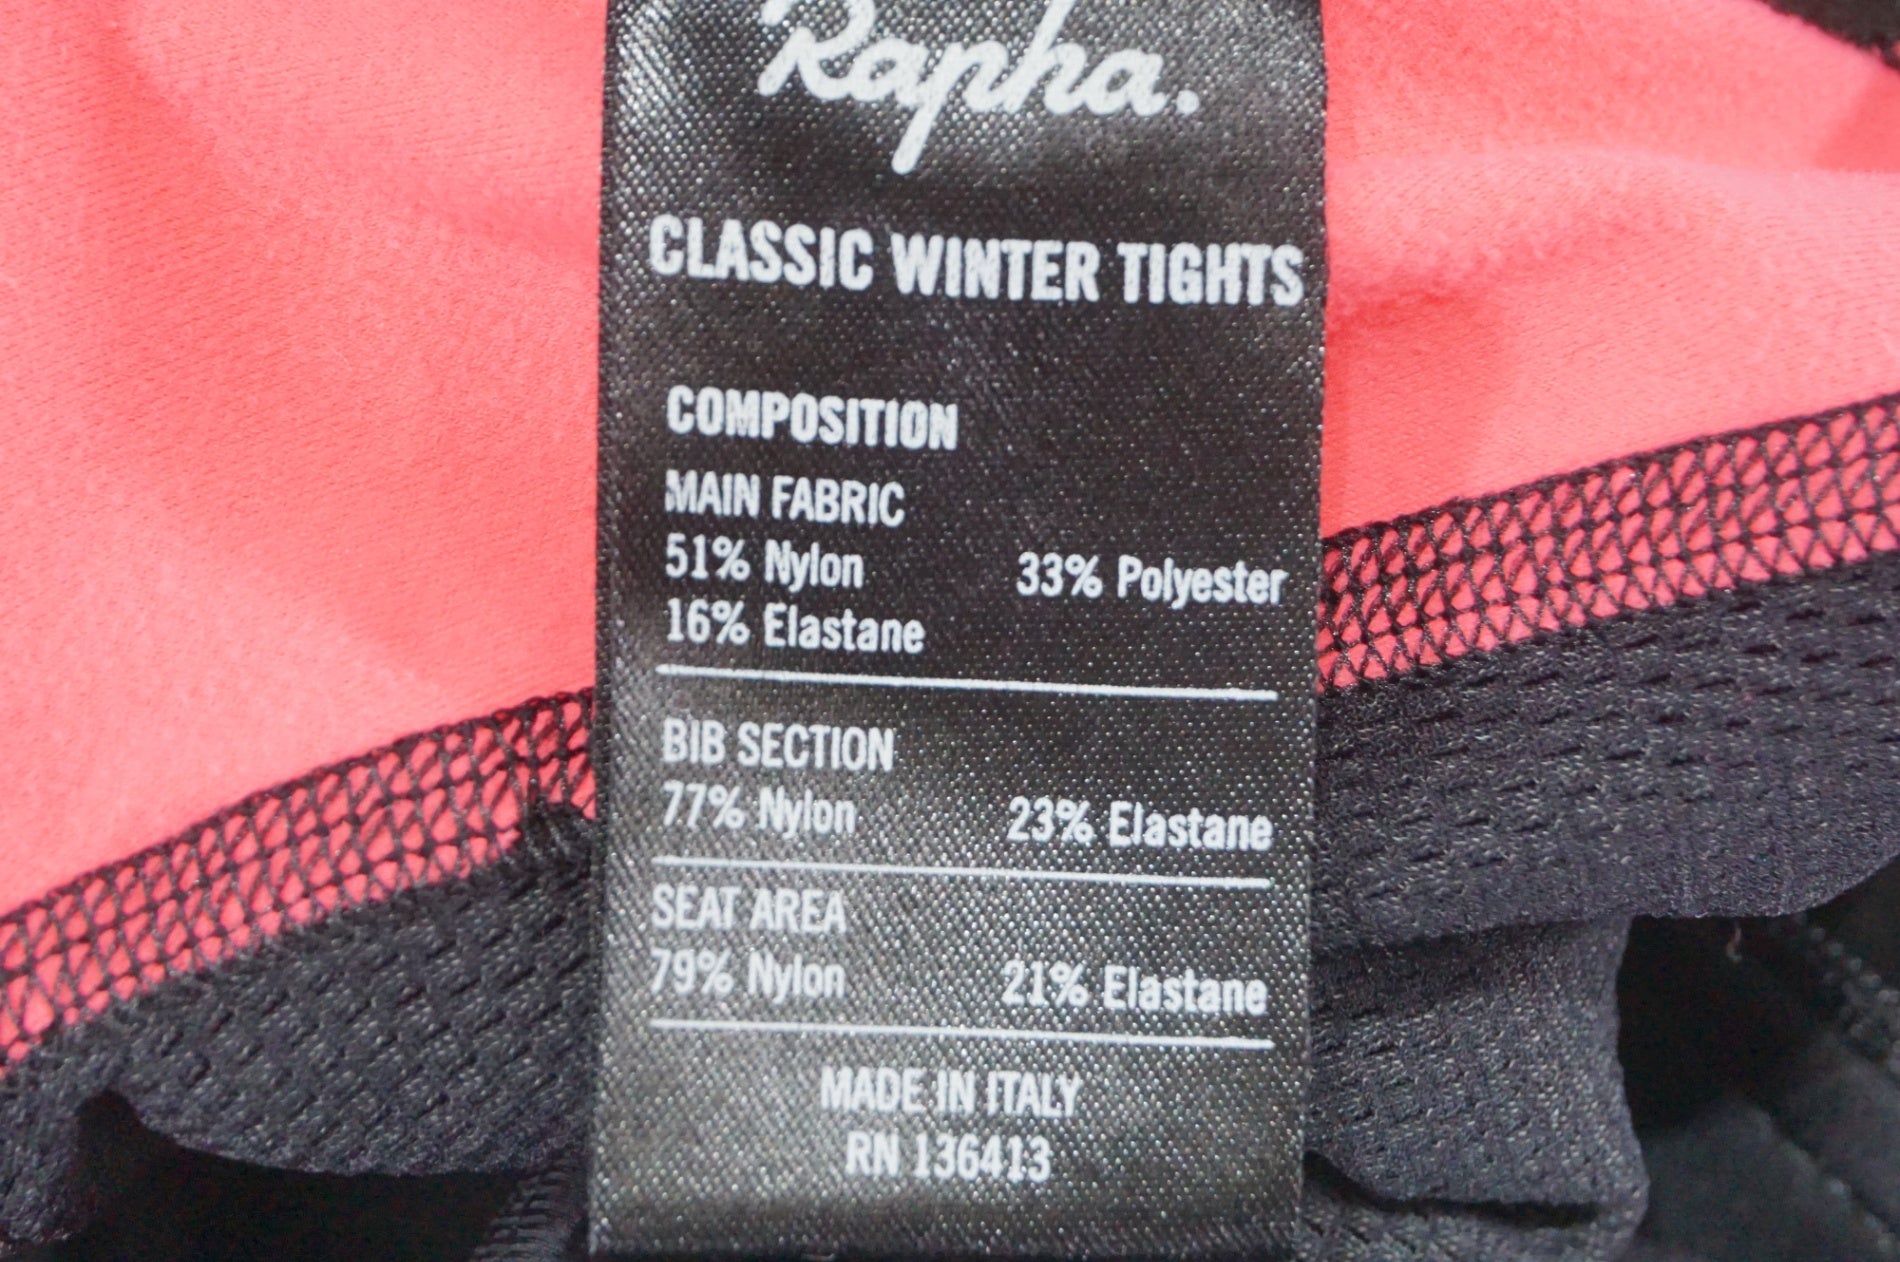 Rapha.
CLASSIC WINTER TIGHTS
COMPOSITION
MAIN FABRIC
51% Nylon 33% Polyester
16% Elastane
BIB SECTION
77% Nylon 23% Elastane
SEAT AREA
79% Nylon 21% Elastane
MADE IN ITALY
RN 136413